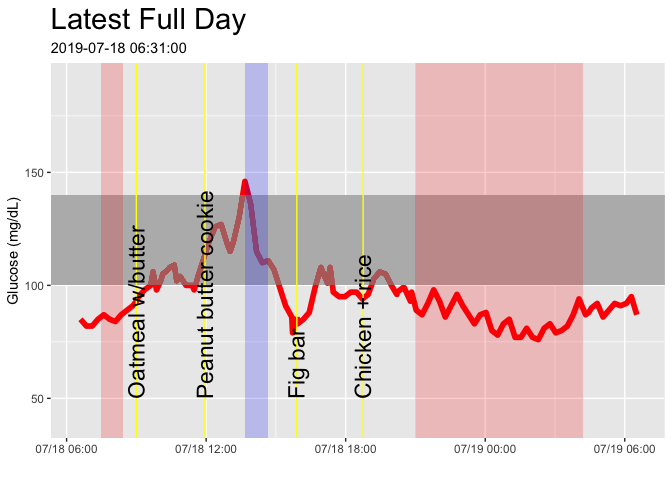 Latest Full Day
2019-07-18 06:31:00
Glucose (mg/dL)
150
100
50
Oatmeal w/butter
Peanut butter cookie
Fig bar
Chicken + rice
07/18 06:00
07/18 12:00
07/18 18:00
07/19 00:00
07/19 06:00